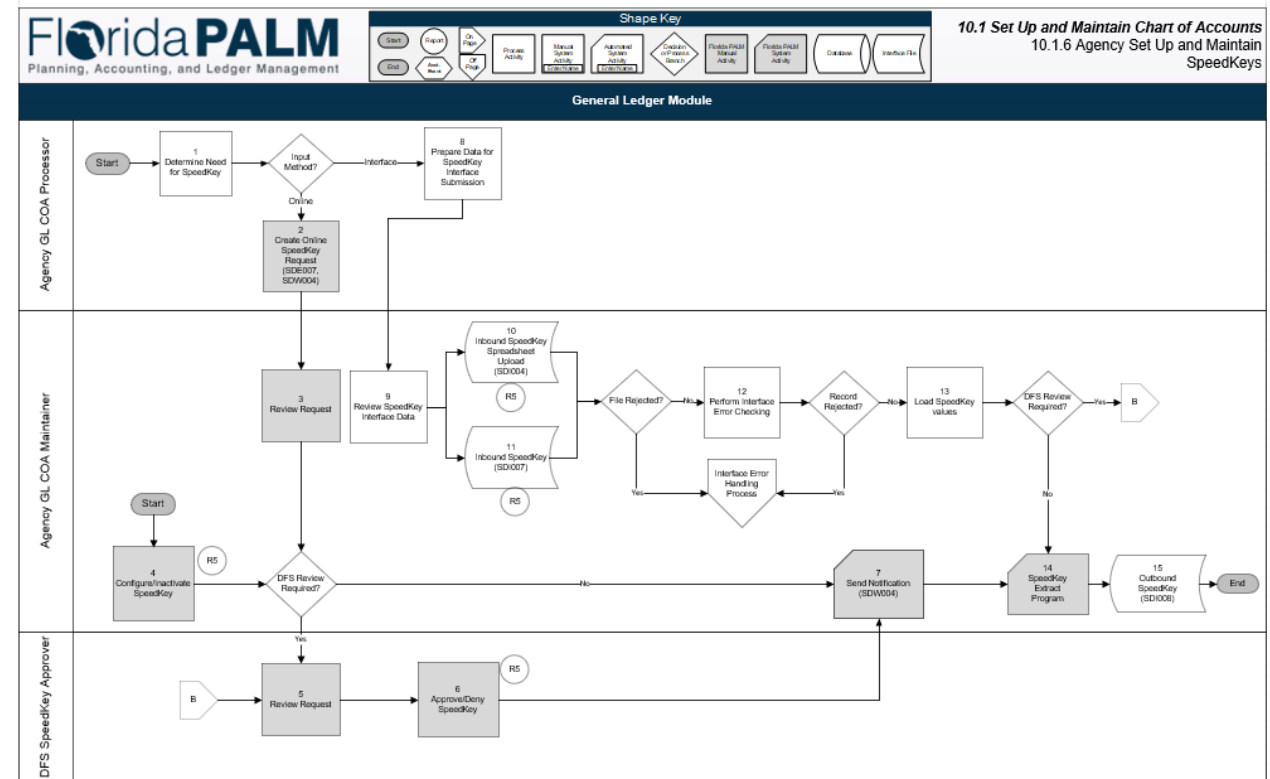 Florida PALM
Planning, Accounting, and Ledger Management
Shape Key
Start
End
Report
On
Page
Off
Page
Process
Activity
Manual
System
Activity
Enter Name
Automated
System
Activity
Enter Name
Decision
or Process
Branch
Florida PALM
Manual
Activity
Florida PALM
System
Activity
Database
Interface File
10.1 Set Up and Maintain Chart of Accounts
10.1.6 Agency Set Up and Maintain
SpeedKeys
General Ledger Module
Agency GL COA Processor
Start
1
Determine Need
for SpeedKey
Input
Method?
Interface
8
Prepare Data for
SpeedKey
Interface
Submission
Online
2
Create Online
SpeedKey
Request
(SDE007,
SDW004)
Agency GL COA Maintainer
3
Review Request
9
Review SpeedKey
Interface Data
10
Inbound SpeedKey
Spreadsheet
Upload
(SDI004)
R5
11
Inbound SpeedKey
(SDI007)
R5
File Rejected?
No
Yes
12
Perform Interface
Error Checking
Interface Error
Handling
Process
Record
Rejected?
No
Yes
13
Load SpeedKey
values
DFS Review
Required?
Yes
B
No
Start
4
Configure/Inactivate
SpeedKey
R5
DFS Review
Required?
No
7
Send Notification
(SDW004)
14
SpeedKey
Extract
Program
15
Outbound
SpeedKey
(SDI008)
End
Yes
DFS SpeedKey Approver
B
5
Review Request
6
Approve/Deny
SpeedKey
R5